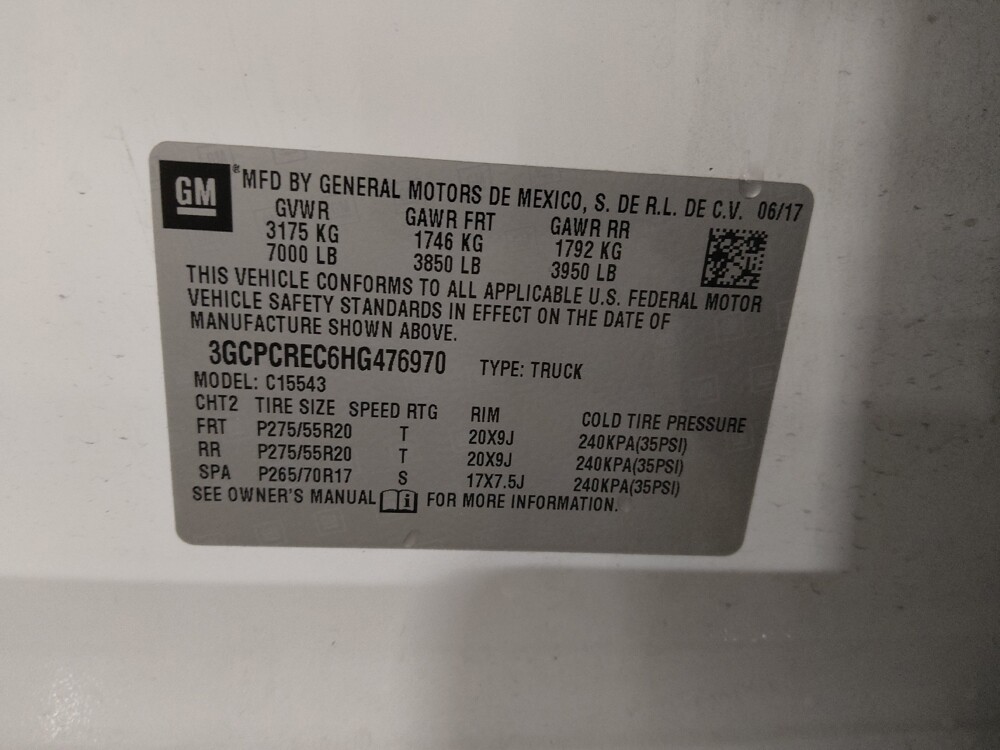 GM ®MFD BY GENERAL MOTORS DE MEXICO, S. DE R.L. DE C.V. 06/17
GVWR GAWR FRT GAWR RR
3175 KG 1746 KG 1792 KG
7000 LB 3850 LB 3950 LB
THIS VEHICLE CONFORMS TO ALL APPLICABLE U.S. FEDERAL MOTOR
VEHICLE SAFETY STANDARDS IN EFFECT ON THE DATE OF
MANUFACTURE SHOWN ABOVE.
3GCPCREC6HG476970 TYPE: TRUCK
MODEL: C15543
CHT2 TIRE SIZE SPEED RTG RIM COLD TIRE PRESSURE
FRT P275/55R20 T 20X9J 240KPA(35PSI)
RR P275/55R20 T 20X9J 240KPA(35PSI)
SPA P265/70R17 S 17X7.5J 240KPA(35PSI)
SEE OWNER'S MANUAL i FOR MORE INFORMATION.